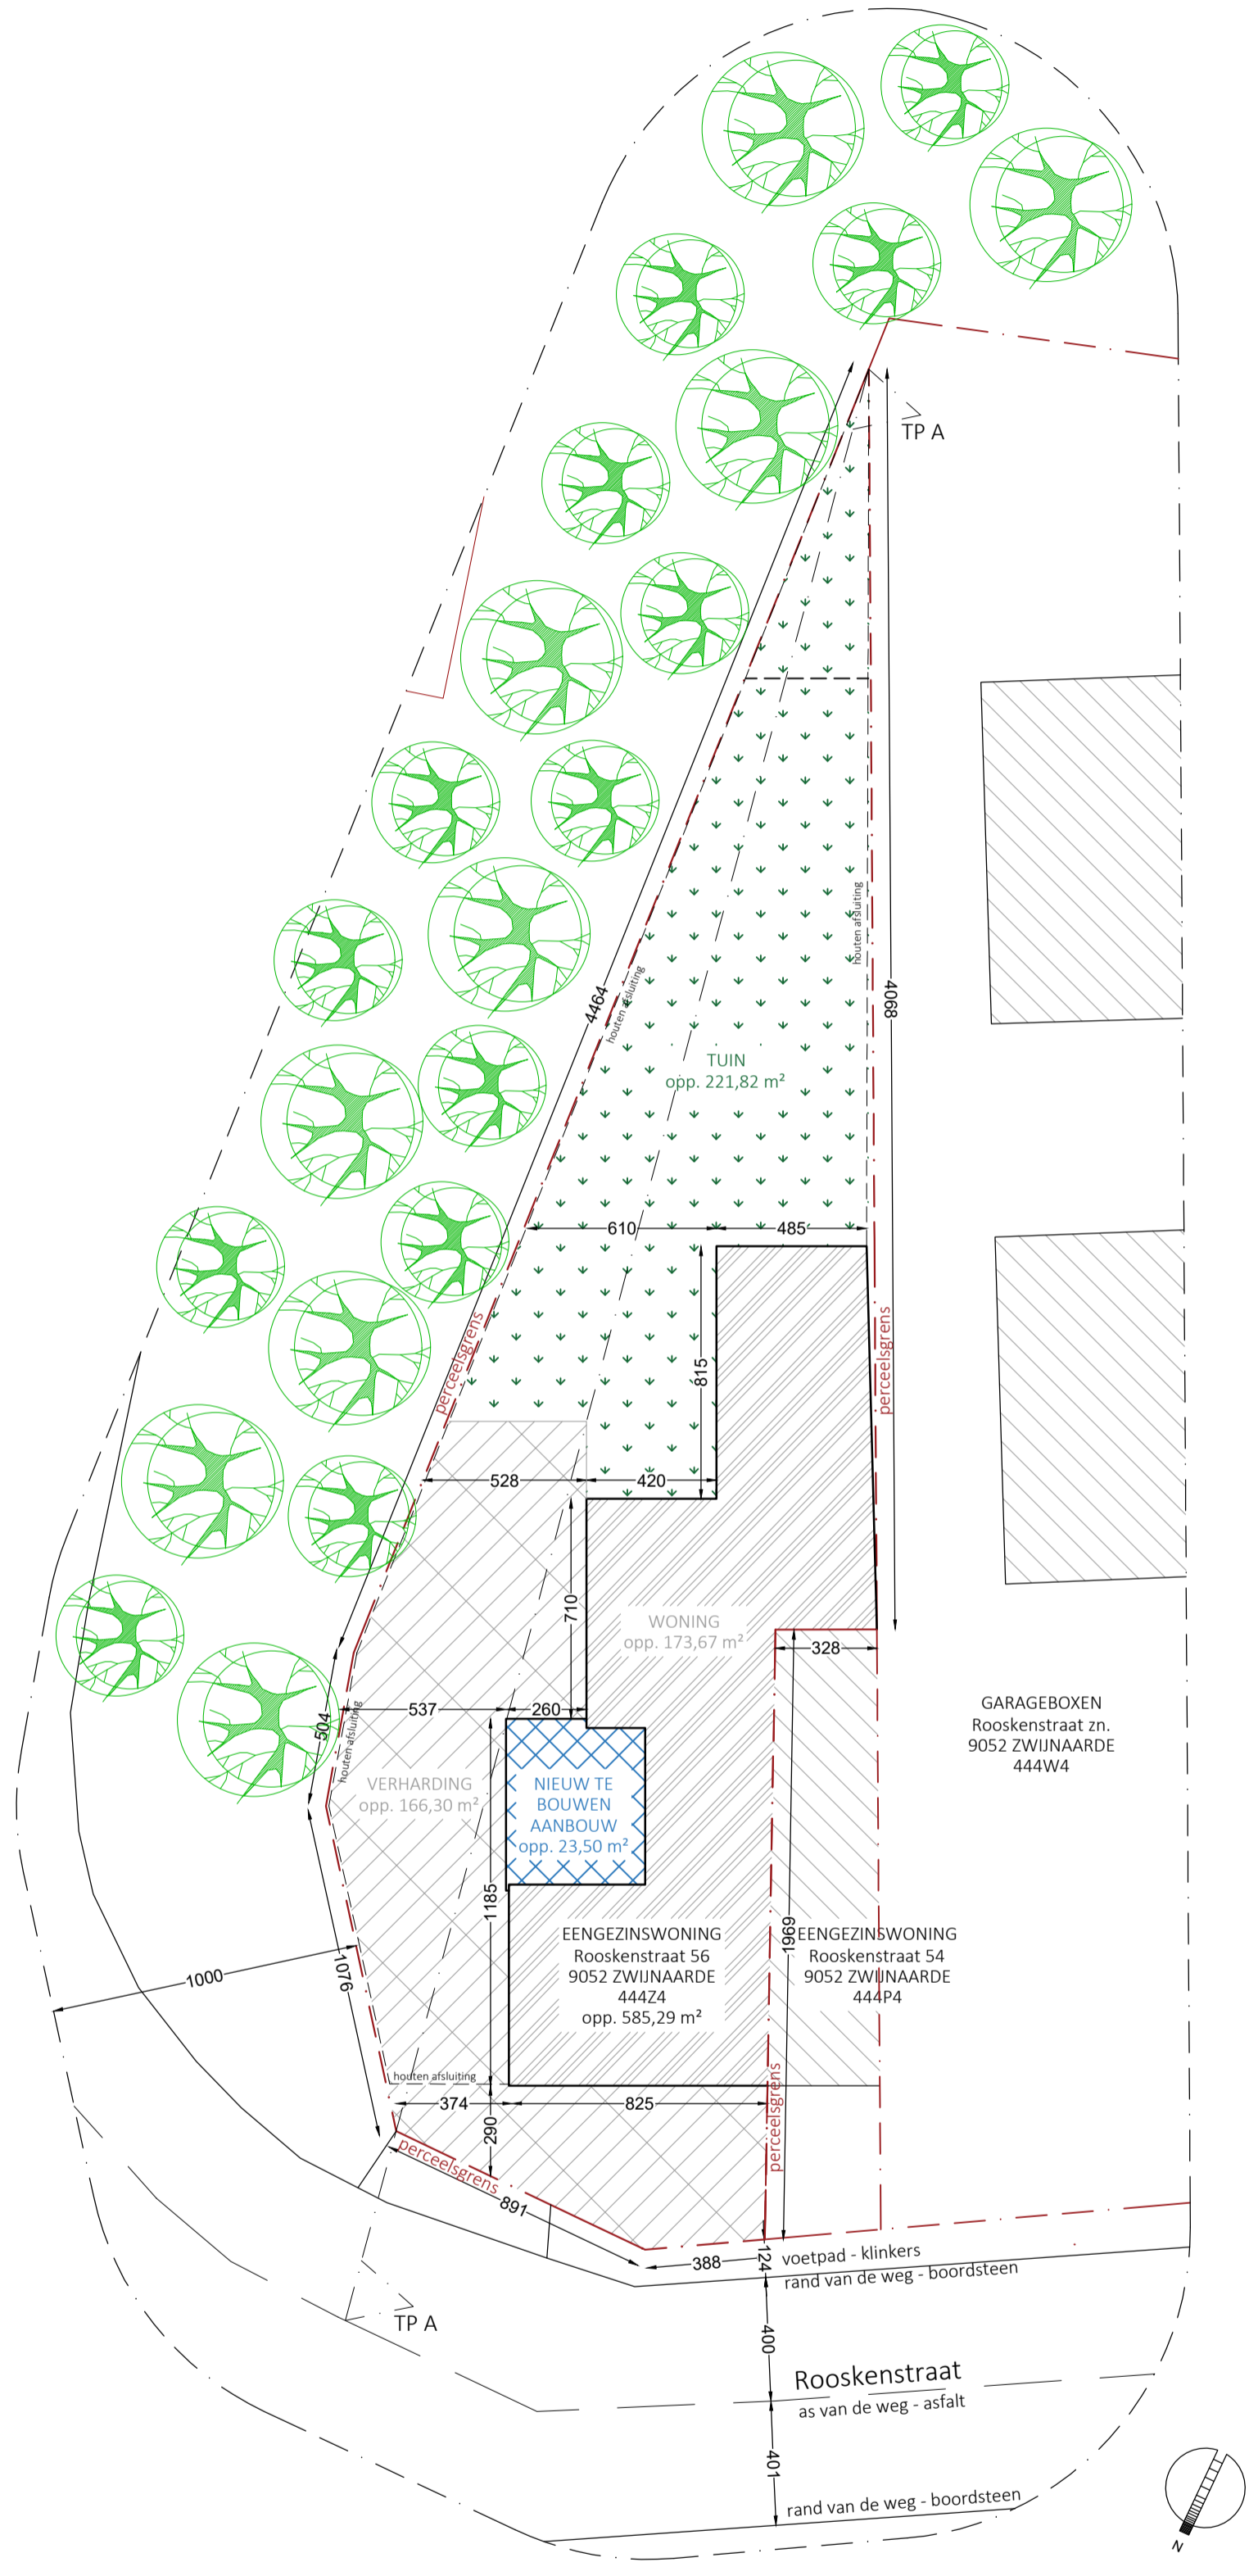 TP A
4464
houten afsluiting
houten afsluiting
4068
TUIN
opp. 221,82 m²
610
485
perceelsgrens
perceelsgrens
815
528
420
710
WONING
opp. 173,67 m²
328
504
houten afsluiting
537
260
VERHARDING
opp. 166,30 m²
NIEUW TE
BOUWEN
AANBOUW
opp. 23,50 m²
GARAGEBOXEN
Rooskenstraat zn.
9052 ZWIJNAARDE
444W4
1185
1969
EENGEZINSWONING
Rooskenstraat 56
9052 ZWIJNAARDE
444Z4
opp. 585,29 m²
EENGEZINSWONING
Rooskenstraat 54
9052 ZWIJNAARDE
444P4
1000
1076
houten afsluiting
374
825
290
perceelsgrens
perceelsgrens
891
388
124
voetpad - klinkers
rand van de weg - boordsteen
TP A
400
Rooskenstraat
as van de weg - asfalt
401
rand van de weg - boordsteen
N